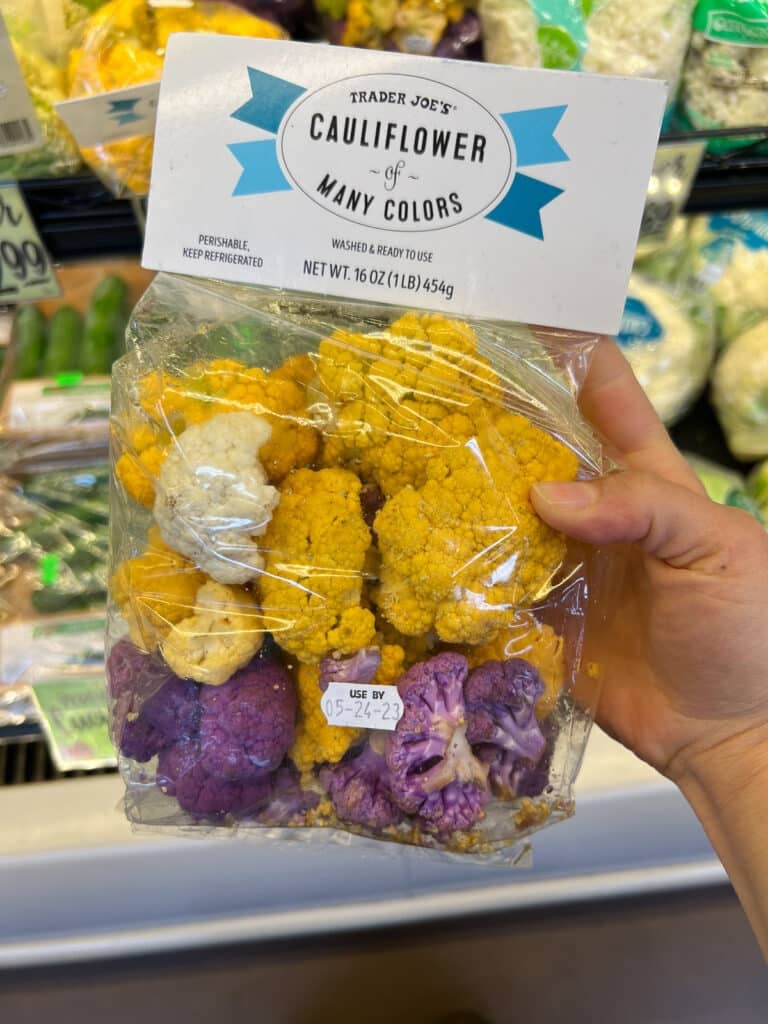 TRADER JOE'S®
CAULIFLOWER
of
MANY COLORS
PERISHABLE,
KEEP REFRIGERATED
WASHED & READY TO USE
NET WT. 16 OZ (1 LB) 454g
USE BY
05-24-23
99